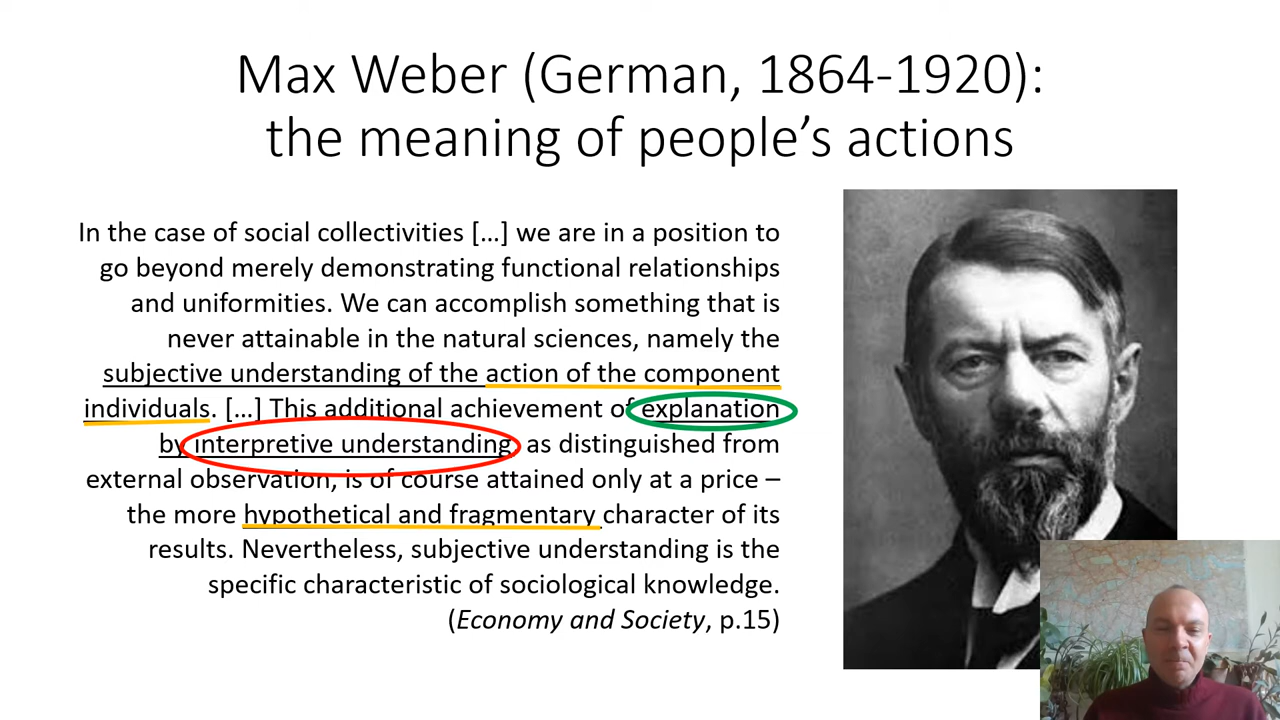 Max Weber (German, 1864-1920):
the meaning of people’s actions
In the case of social collectivities […] we are in a position to
go beyond merely demonstrating functional relationships
and uniformities. We can accomplish something that is
never attainable in the natural sciences, namely the
subjective understanding of the action of the component
individuals. […] This additional achievement of explanation
by interpretive understanding, as distinguished from
external observation, is of course attained only at a price –
the more hypothetical and fragmentary character of its
results. Nevertheless, subjective understanding is the
specific characteristic of sociological knowledge.
(Economy and Society, p.15)